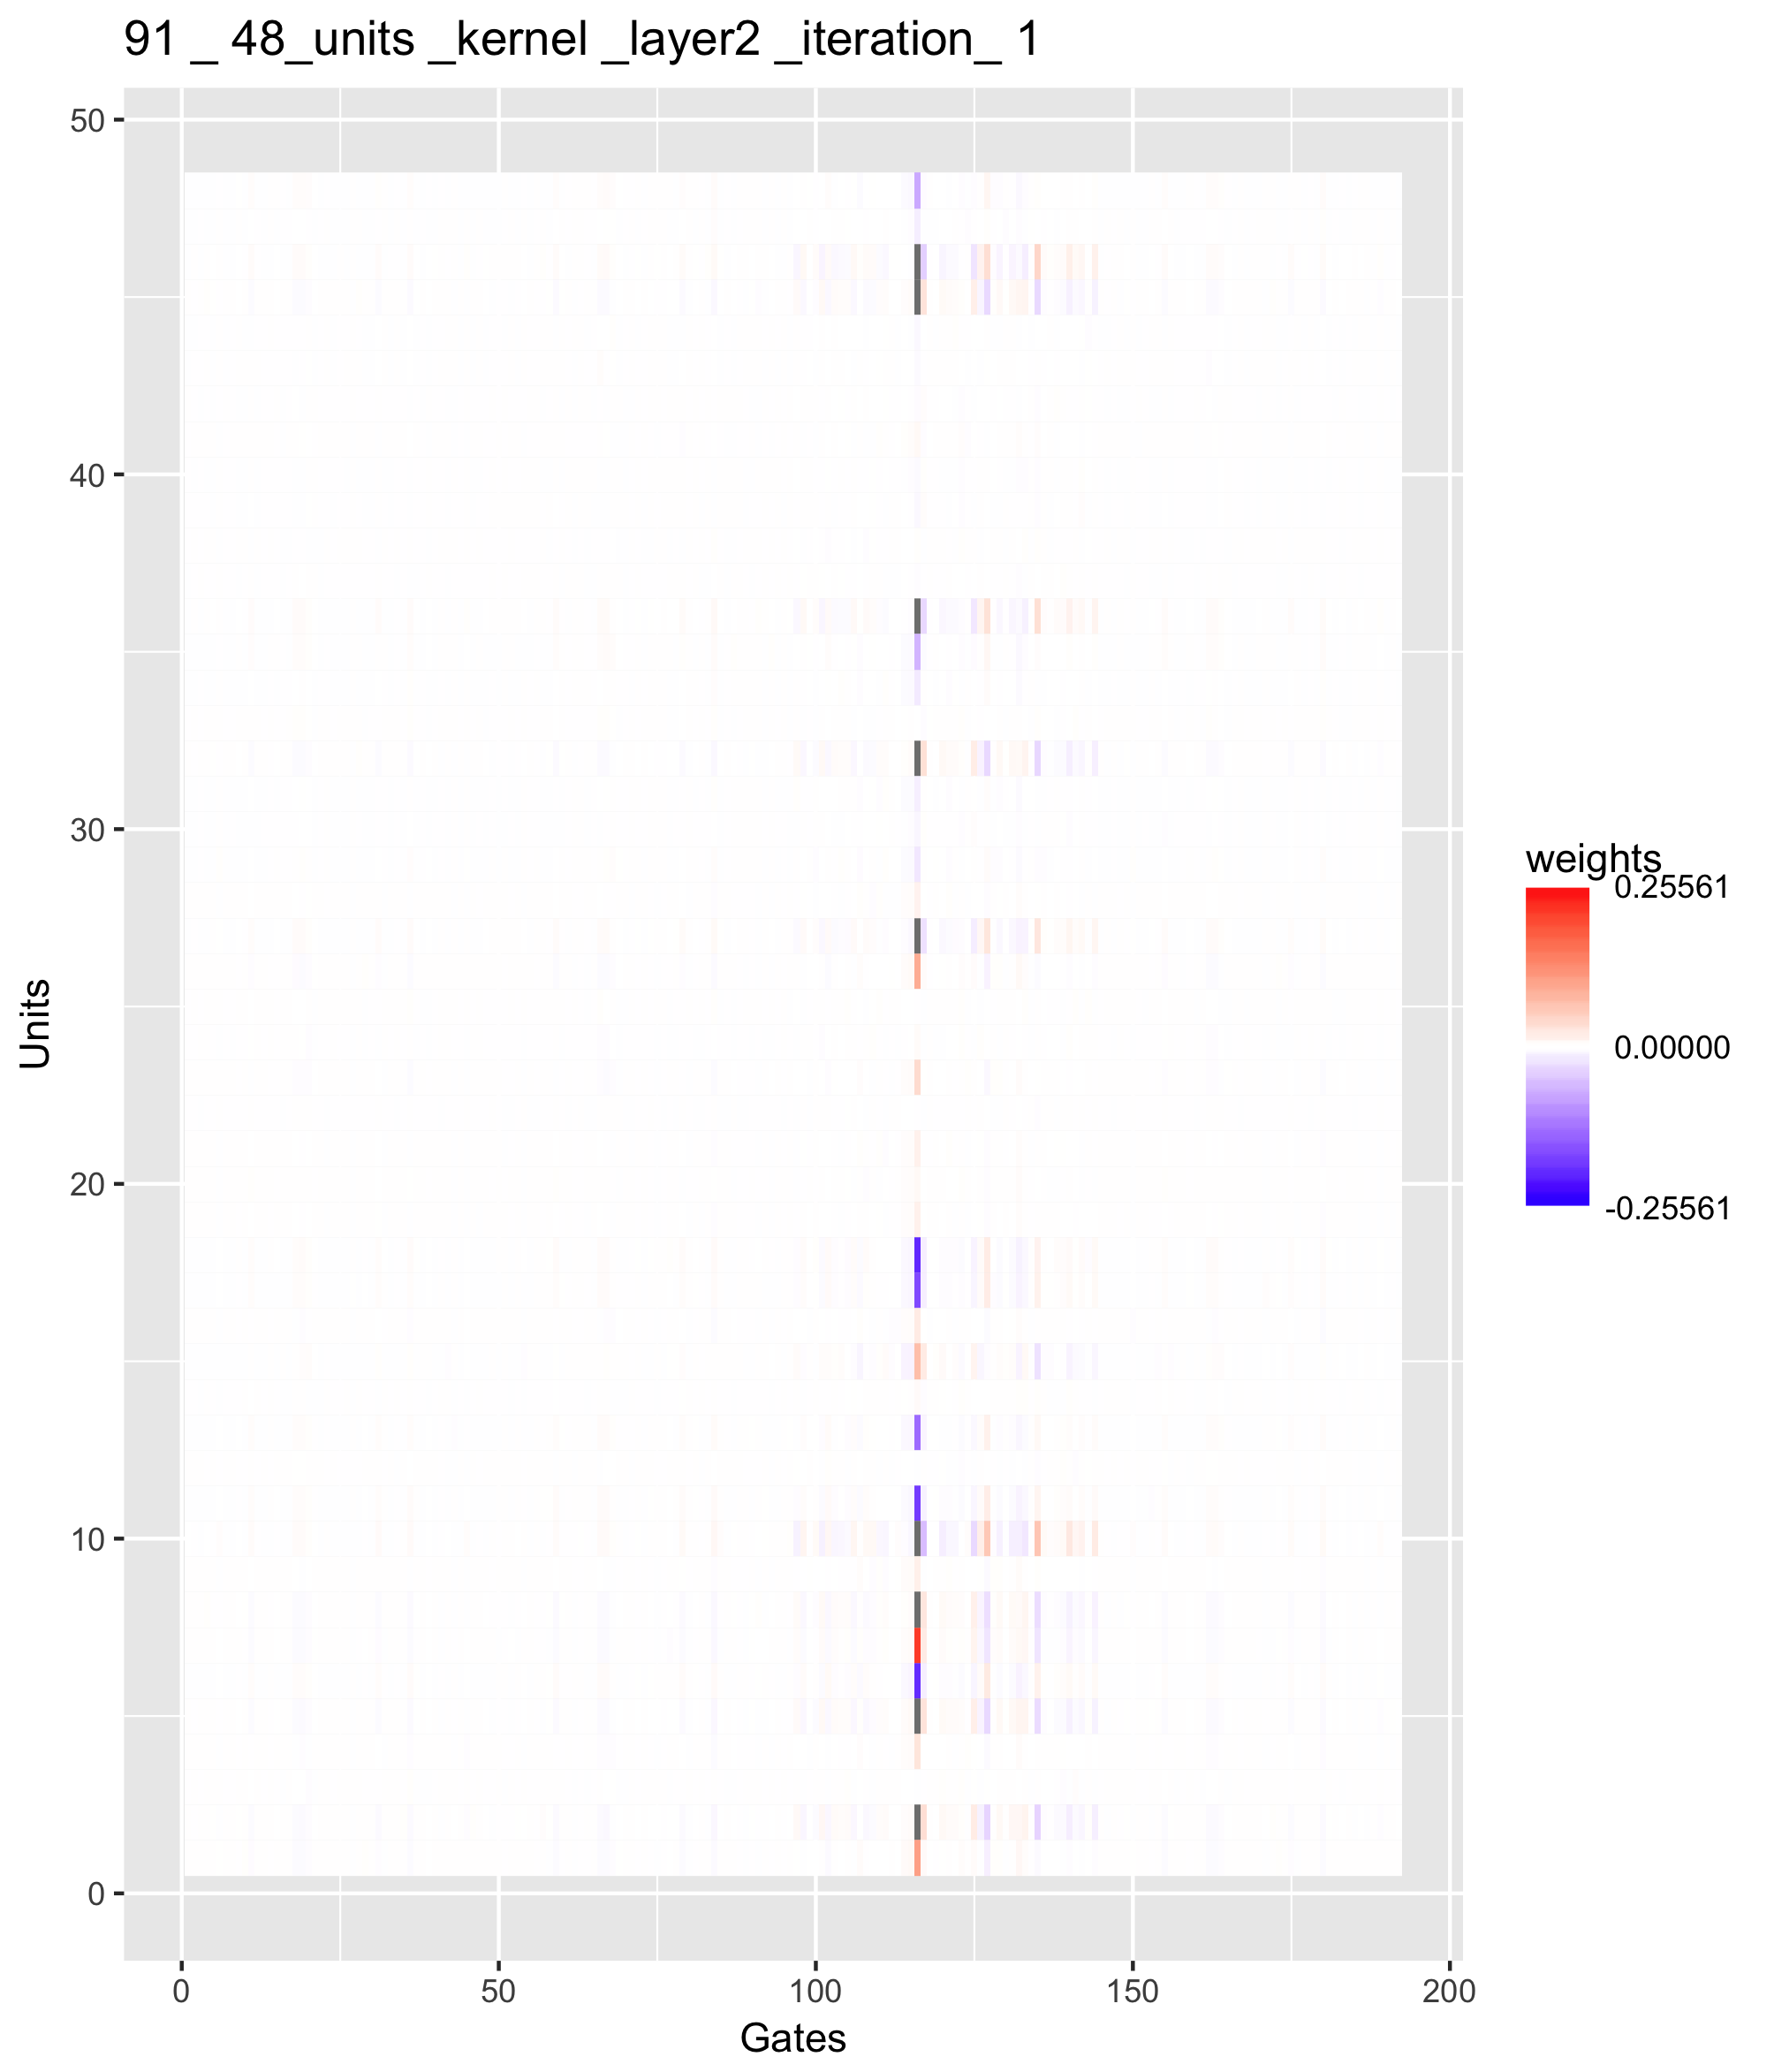 91 _ 48_units _kernel _layer2 _iteration_ 1
50
40
30
20
10
0
Units
0 50 100 150 200
Gates
weights
0.25561
0.00000
-0.25561